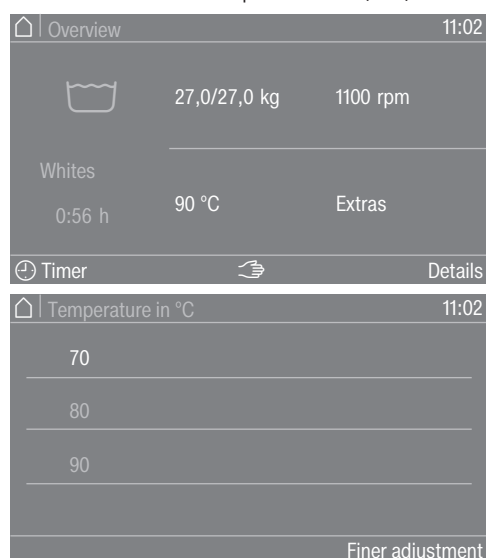 Overview 11:02
27,0/27,0 kg 1100 rpm
Whites
0:56 h
90 °C Extras
Timer Details
Temperature in °C 11:02
70
80
90
Finer adjustment